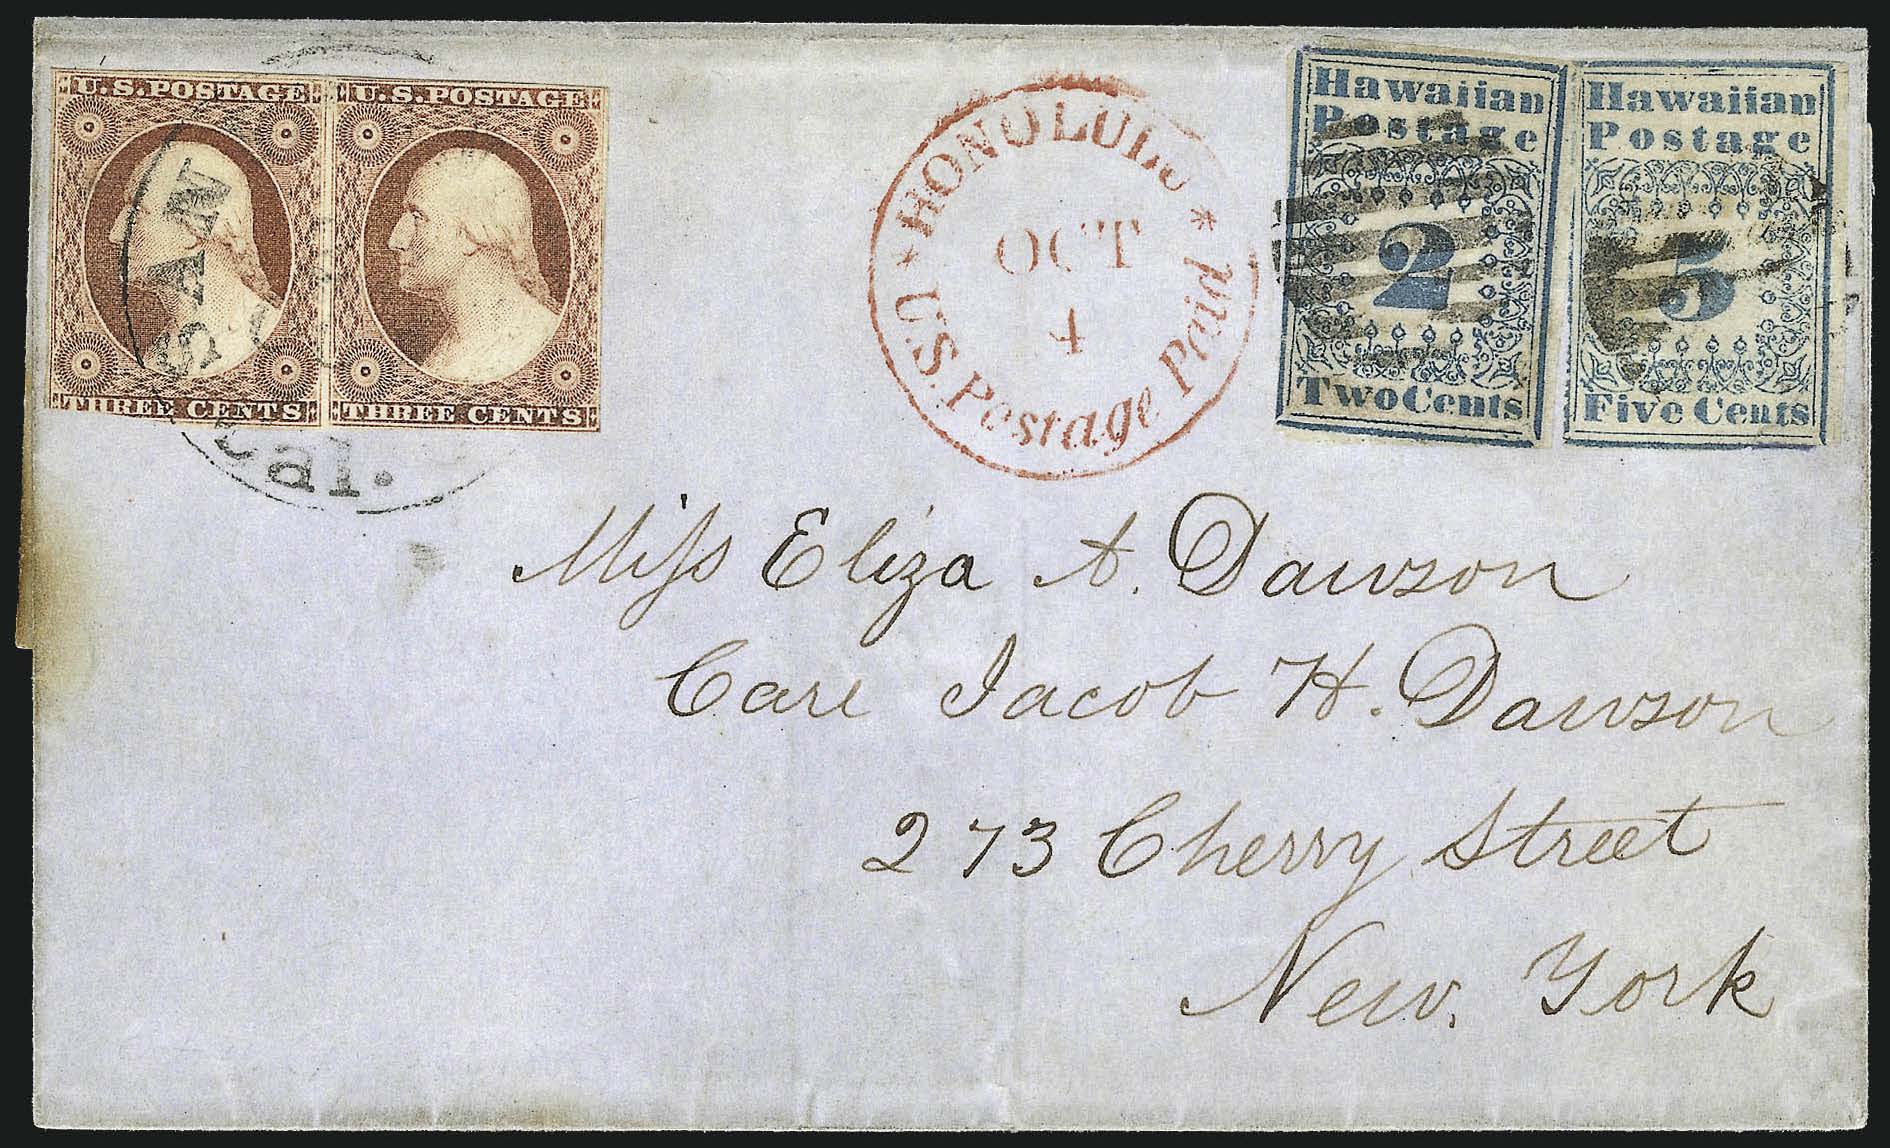 U.S. POSTAGE
THREE CENTS
U.S. POSTAGE
THREE CENTS
SAN
Cal.
* HONOLULU *
OCT
4
U.S. Postage Paid
Hawaiian
Postage
2
Two Cents
Hawaiian
Postage
5
Five Cents
Miss Eliza A. Dawson
Care Jacob H. Dawson
273 Cherry Street
New York